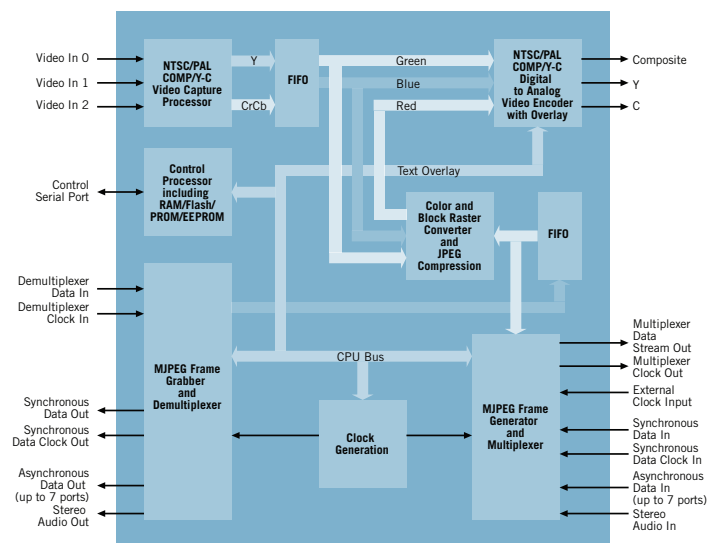 Video In 0
Video In 1
Video In 2
NTSC/PAL
COMP/Y-C
Video Capture
Processor
Y
CrCb
FIFO
Green
Blue
Red
NTSC/PAL
COMP/Y-C
Digital
to Analog
Video Encoder
with Overlay
Composite
Y
C
Control
Serial Port
Control
Processor
including
RAM/Flash/
PROM/EEPROM
Text Overlay
Color and
Block Raster
Converter
and
JPEG
Compression
FIFO
Demultiplexer
Data In
Demultiplexer
Clock In
Synchronous
Data Out
Synchronous
Data Clock Out
Asynchronous
Data Out
(up to 7 ports)
Stereo
Audio Out
MJPEG Frame
Grabber
and
Demultiplexer
CPU Bus
Clock
Generation
MJPEG Frame
Generator
and
Multiplexer
Multiplexer
Data
Stream Out
Multiplexer
Clock Out
External
Clock Input
Synchronous
Data In
Synchronous
Data Clock In
Asynchronous
Data In
(up to 7 ports)
Stereo
Audio In